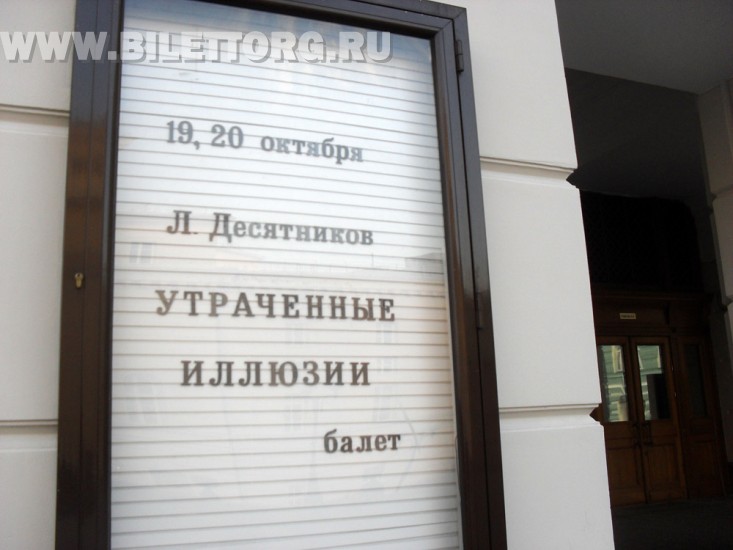 WWW.BILETTORG.RU
19, 20 октября
Л. Десятников
УТРАЧЕННЫЕ
ИЛЛЮЗИИ
балет